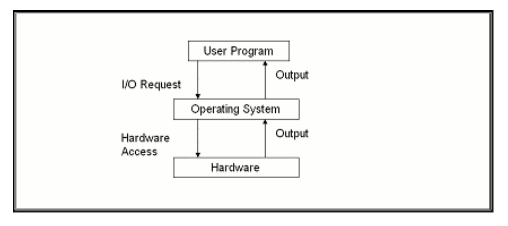 User Program
I/O Request
Output
Operating System
Hardware
Access
Output
Hardware